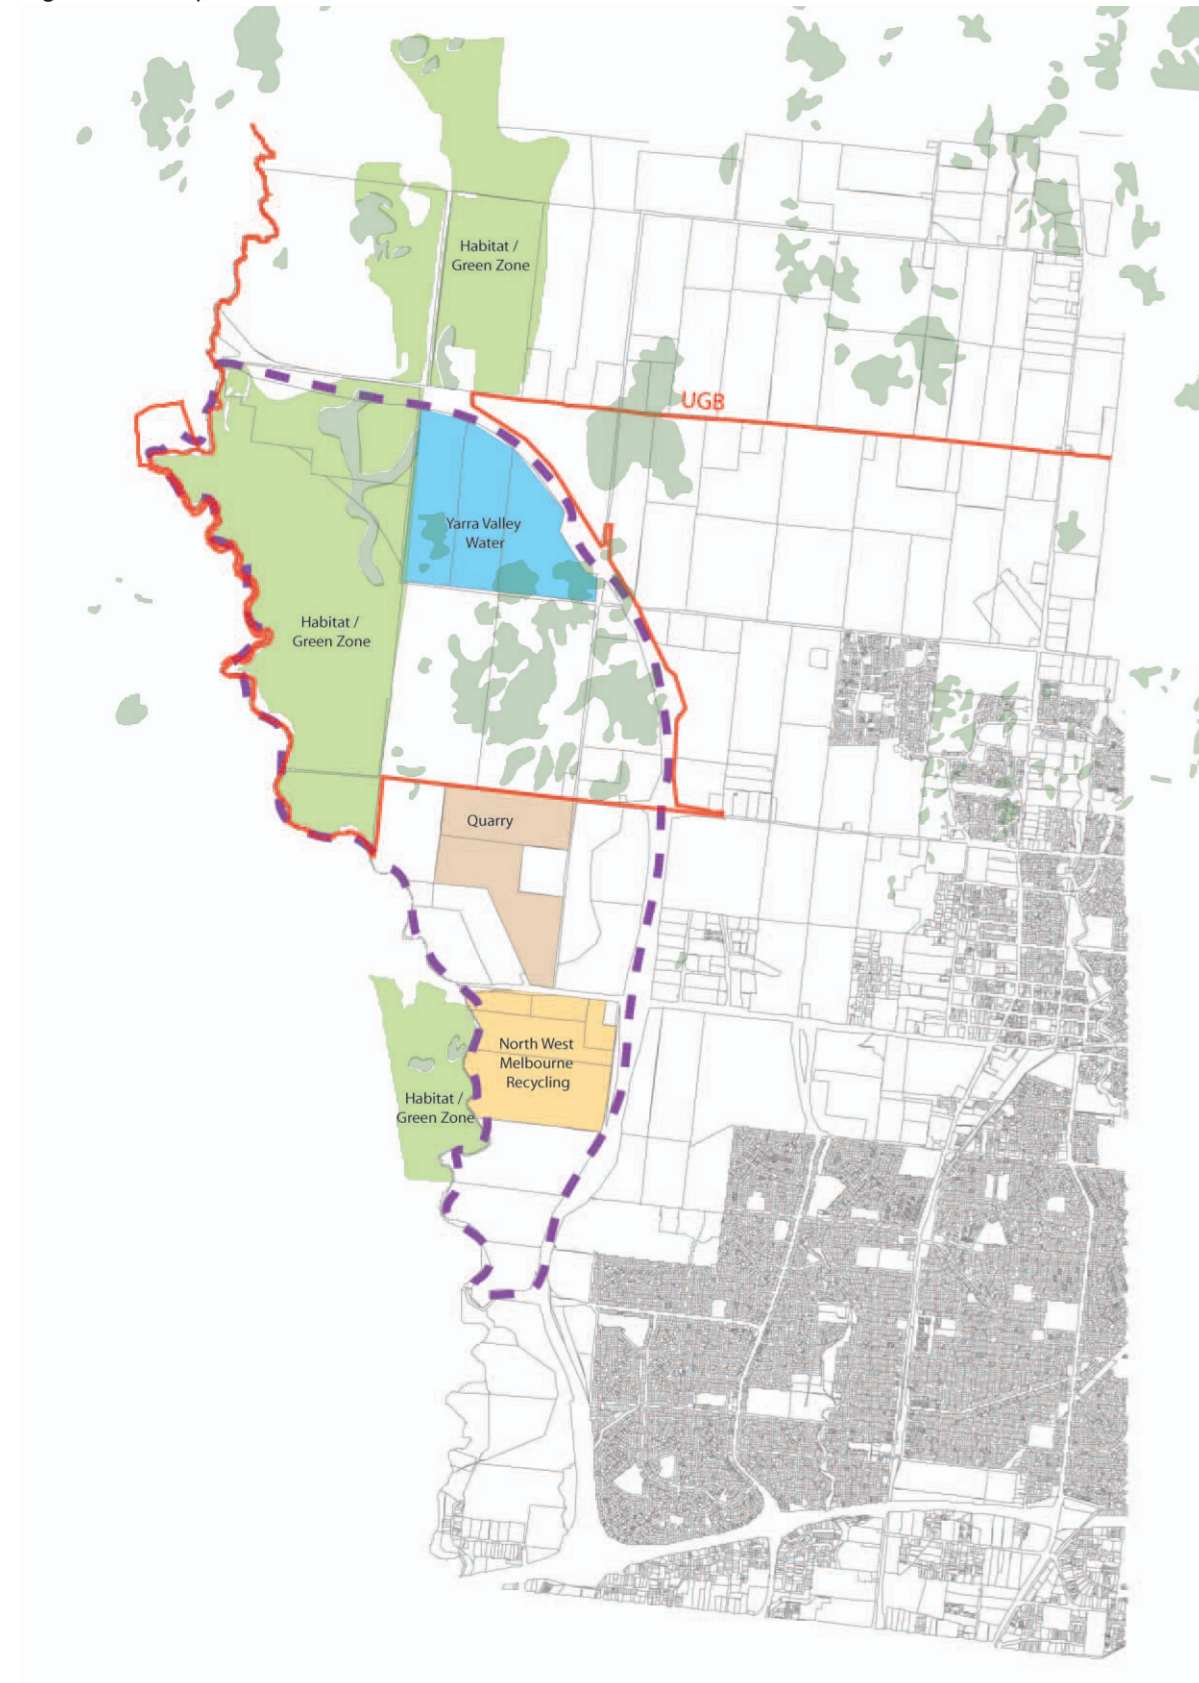 Habitat /
Green Zone
UGB
Yarra Valley
Water
Habitat /
Green Zone
Quarry
North West
Melbourne
Recycling
Habitat /
Green Zone